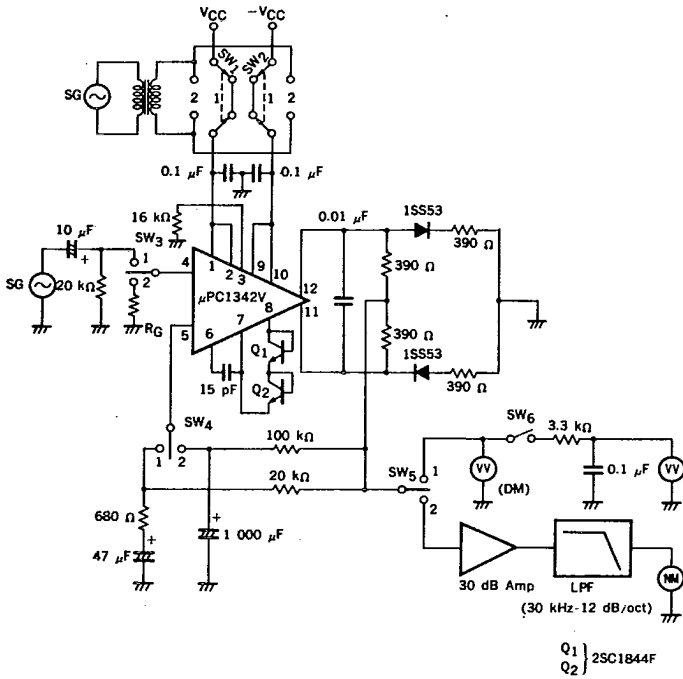 VCC -VCC
SW1 SW2
SG 2 1 1 2
0.1 μF 0.1 μF
16 kΩ
0.01 μF 1SS53
390 Ω
10 μF
SW3
+ 1
2
SG 20 kΩ
RG
4 1 2 3 9 10
μPC1342V
12
11
5 6 7 8
390 Ω
390 Ω
1SS53
390 Ω
Q1
Q2
15 pF
SW4
1 2
100 kΩ
20 kΩ
SW5
1
2
SW6
3.3 kΩ
VV
(DM)
0.1 μF
VV
680 Ω
+
47 μF
+
1 000 μF
30 dB Amp
LPF
NM
(30 kHz-12 dB/oct)
Q1
Q2 } 2SC1844F